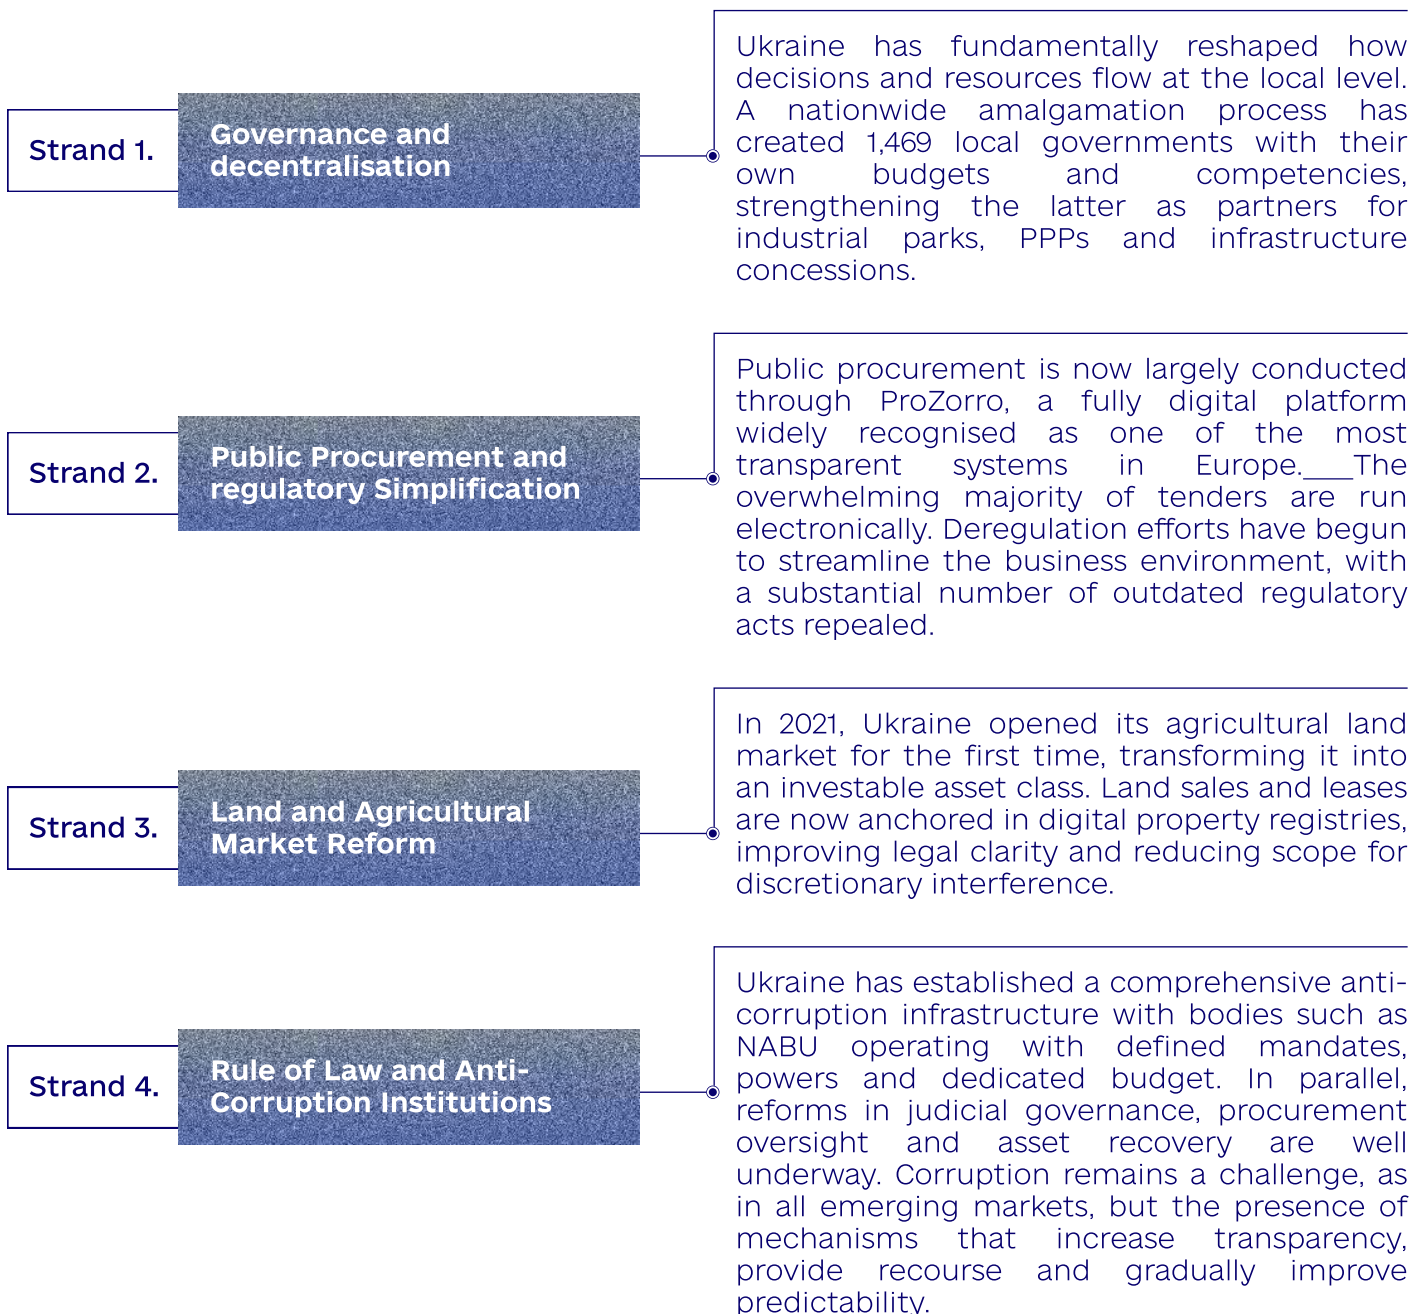 Strand 1.
Governance and
decentralisation
Ukraine has fundamentally reshaped how
decisions and resources flow at the local level.
A nationwide amalgamation process has
created 1,469 local governments with their
own budgets and competencies,
strengthening the latter as partners for
industrial parks, PPPs and infrastructure
concessions.
Strand 2.
Public Procurement and
regulatory Simplification
Public procurement is now largely conducted
through ProZorro, a fully digital platform
widely recognised as one of the most
transparent systems in Europe.___The
overwhelming majority of tenders are run
electronically. Deregulation efforts have begun
to streamline the business environment, with
a substantial number of outdated regulatory
acts repealed.
Strand 3.
Land and Agricultural
Market Reform
In 2021, Ukraine opened its agricultural land
market for the first time, transforming it into
an investable asset class. Land sales and leases
are now anchored in digital property registries,
improving legal clarity and reducing scope for
discretionary interference.
Strand 4.
Rule of Law and Anti-
Corruption Institutions
Ukraine has established a comprehensive anti-
corruption infrastructure with bodies such as
NABU operating with defined mandates,
powers and dedicated budget. In parallel,
reforms in judicial governance, procurement
oversight and asset recovery are well
underway. Corruption remains a challenge, as
in all emerging markets, but the presence of
mechanisms that increase transparency,
provide recourse and gradually improve
predictability.